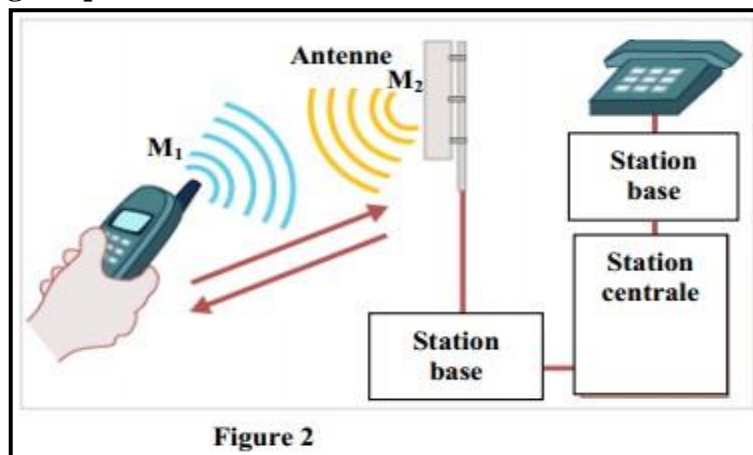 Antenne
M₂
M₁
Station
base
Station
centrale
Station
base
Figure 2